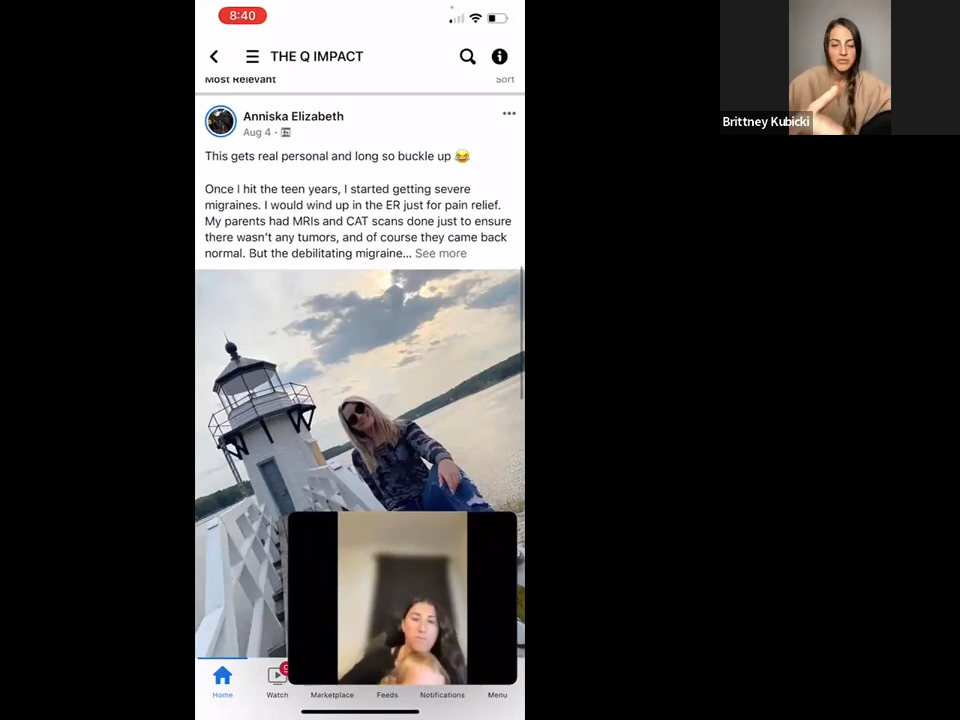 8:40
THE Q IMPACT
Most Relevant
Sort
Anniska Elizabeth
Aug 4 ·
This gets real personal and long so buckle up 😂
Once I hit the teen years, I started getting severe
migraines. I would wind up in the ER just for pain relief.
My parents had MRIs and CAT scans done just to ensure
there wasn't any tumors, and of course they came back
normal. But the debilitating migraine... See more
Home
Watch
Marketplace
Feeds
Notifications
Menu
Brittney Kubicki